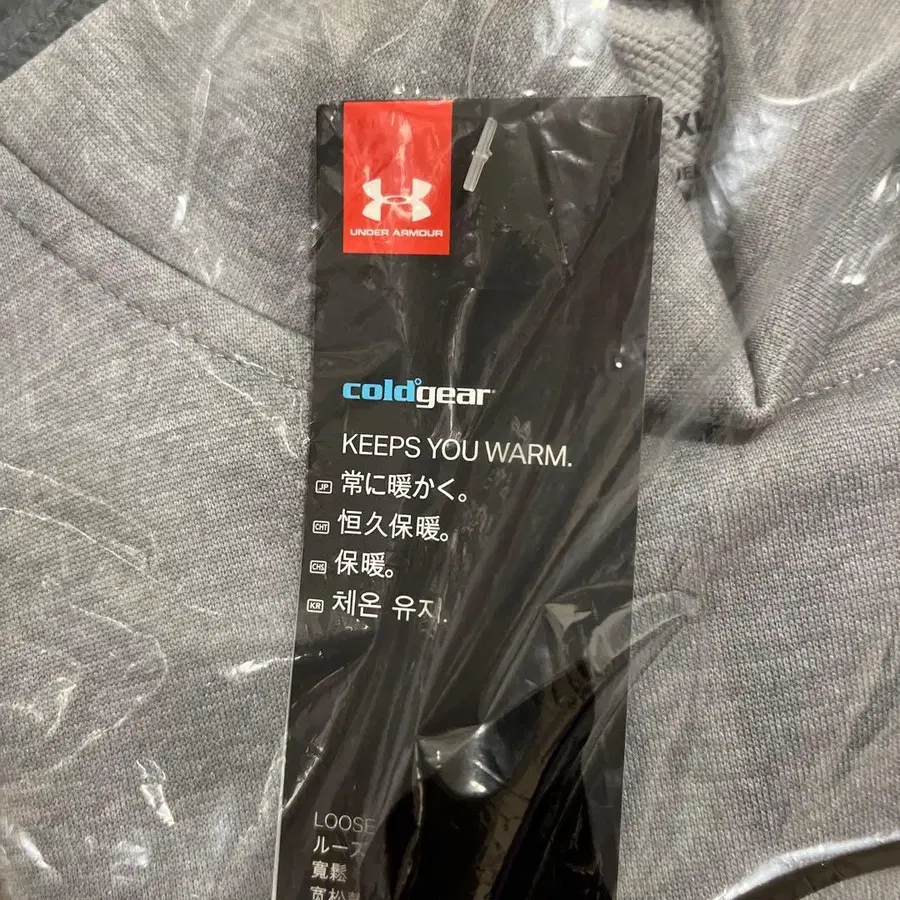 XL
UNDER ARMOUR
coldgear
KEEPS YOU WARM.
JP 常に暖かく。
CHT 恒久保暖。
CHS 保暖。
KR 체온 유지.
LOOSE
ルーズ
寬鬆
宽松